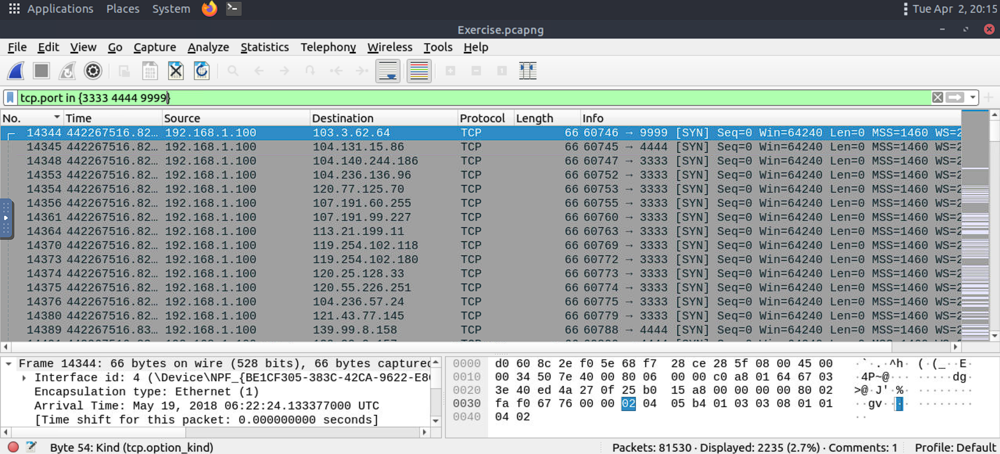 Applications Places System Tue Apr 2, 20:15
Exercise.pcapng
File Edit View Go Capture Analyze Statistics Telephony Wireless Tools Help
tcp.port in {3333 4444 9999}
No. Time Source Destination Protocol Length Info
14344 442267516.82… 192.168.1.100 103.3.62.64 TCP 66 60746 → 9999 [SYN] Seq=0 Win=64240 Len=0 MSS=1460 WS=2
14345 442267516.82… 192.168.1.100 104.131.15.86 TCP 66 60745 → 4444 [SYN] Seq=0 Win=64240 Len=0 MSS=1460 WS=2
14348 442267516.82… 192.168.1.100 104.140.244.186 TCP 66 60747 → 3333 [SYN] Seq=0 Win=64240 Len=0 MSS=1460 WS=2
14353 442267516.82… 192.168.1.100 104.236.136.96 TCP 66 60752 → 3333 [SYN] Seq=0 Win=64240 Len=0 MSS=1460 WS=2
14354 442267516.82… 192.168.1.100 120.77.125.70 TCP 66 60753 → 3333 [SYN] Seq=0 Win=64240 Len=0 MSS=1460 WS=2
14356 442267516.82… 192.168.1.100 107.191.60.255 TCP 66 60755 → 3333 [SYN] Seq=0 Win=64240 Len=0 MSS=1460 WS=2
14361 442267516.82… 192.168.1.100 107.191.99.227 TCP 66 60760 → 3333 [SYN] Seq=0 Win=64240 Len=0 MSS=1460 WS=2
14364 442267516.82… 192.168.1.100 113.21.199.11 TCP 66 60763 → 3333 [SYN] Seq=0 Win=64240 Len=0 MSS=1460 WS=2
14370 442267516.82… 192.168.1.100 119.254.102.118 TCP 66 60769 → 3333 [SYN] Seq=0 Win=64240 Len=0 MSS=1460 WS=2
14373 442267516.82… 192.168.1.100 119.254.102.180 TCP 66 60772 → 3333 [SYN] Seq=0 Win=64240 Len=0 MSS=1460 WS=2
14374 442267516.82… 192.168.1.100 120.25.128.33 TCP 66 60773 → 3333 [SYN] Seq=0 Win=64240 Len=0 MSS=1460 WS=2
14375 442267516.82… 192.168.1.100 120.55.226.251 TCP 66 60774 → 3333 [SYN] Seq=0 Win=64240 Len=0 MSS=1460 WS=2
14376 442267516.82… 192.168.1.100 104.236.57.24 TCP 66 60775 → 3333 [SYN] Seq=0 Win=64240 Len=0 MSS=1460 WS=2
14380 442267516.82… 192.168.1.100 121.43.77.145 TCP 66 60779 → 3333 [SYN] Seq=0 Win=64240 Len=0 MSS=1460 WS=2
14389 442267516.83… 192.168.1.100 139.99.8.158 TCP 66 60788 → 4444 [SYN] Seq=0 Win=64240 Len=0 MSS=1460 WS=2
Frame 14344: 66 bytes on wire (528 bits), 66 bytes captured
Interface id: 4 (\Device\NPF_{BE1CF305-383C-42CA-9622-E8
Encapsulation type: Ethernet (1)
Arrival Time: May 19, 2018 06:22:24.133377000 UTC
[Time shift for this packet: 0.000000000 seconds]
0000 d0 60 8c 2e f0 5e 68 f7 28 ce 28 5f 08 00 45 00 ·`·.·^h· (·(_··E·
0010 00 34 50 7e 40 00 80 06 00 00 c0 a8 01 64 67 03 ·4P~@··· ·····dg·
0020 3e 40 ed 4a 27 0f 25 b0 15 a8 00 00 00 00 80 02 >@·J'·%· ········
0030 fa f0 67 76 00 00 02 04 05 b4 01 03 03 08 01 01 ··gv···· ········
0040 04 02 ··
Byte 54: Kind (tcp.option_kind) Packets: 81530 · Displayed: 2235 (2.7%) · Comments: 1 Profile: Default